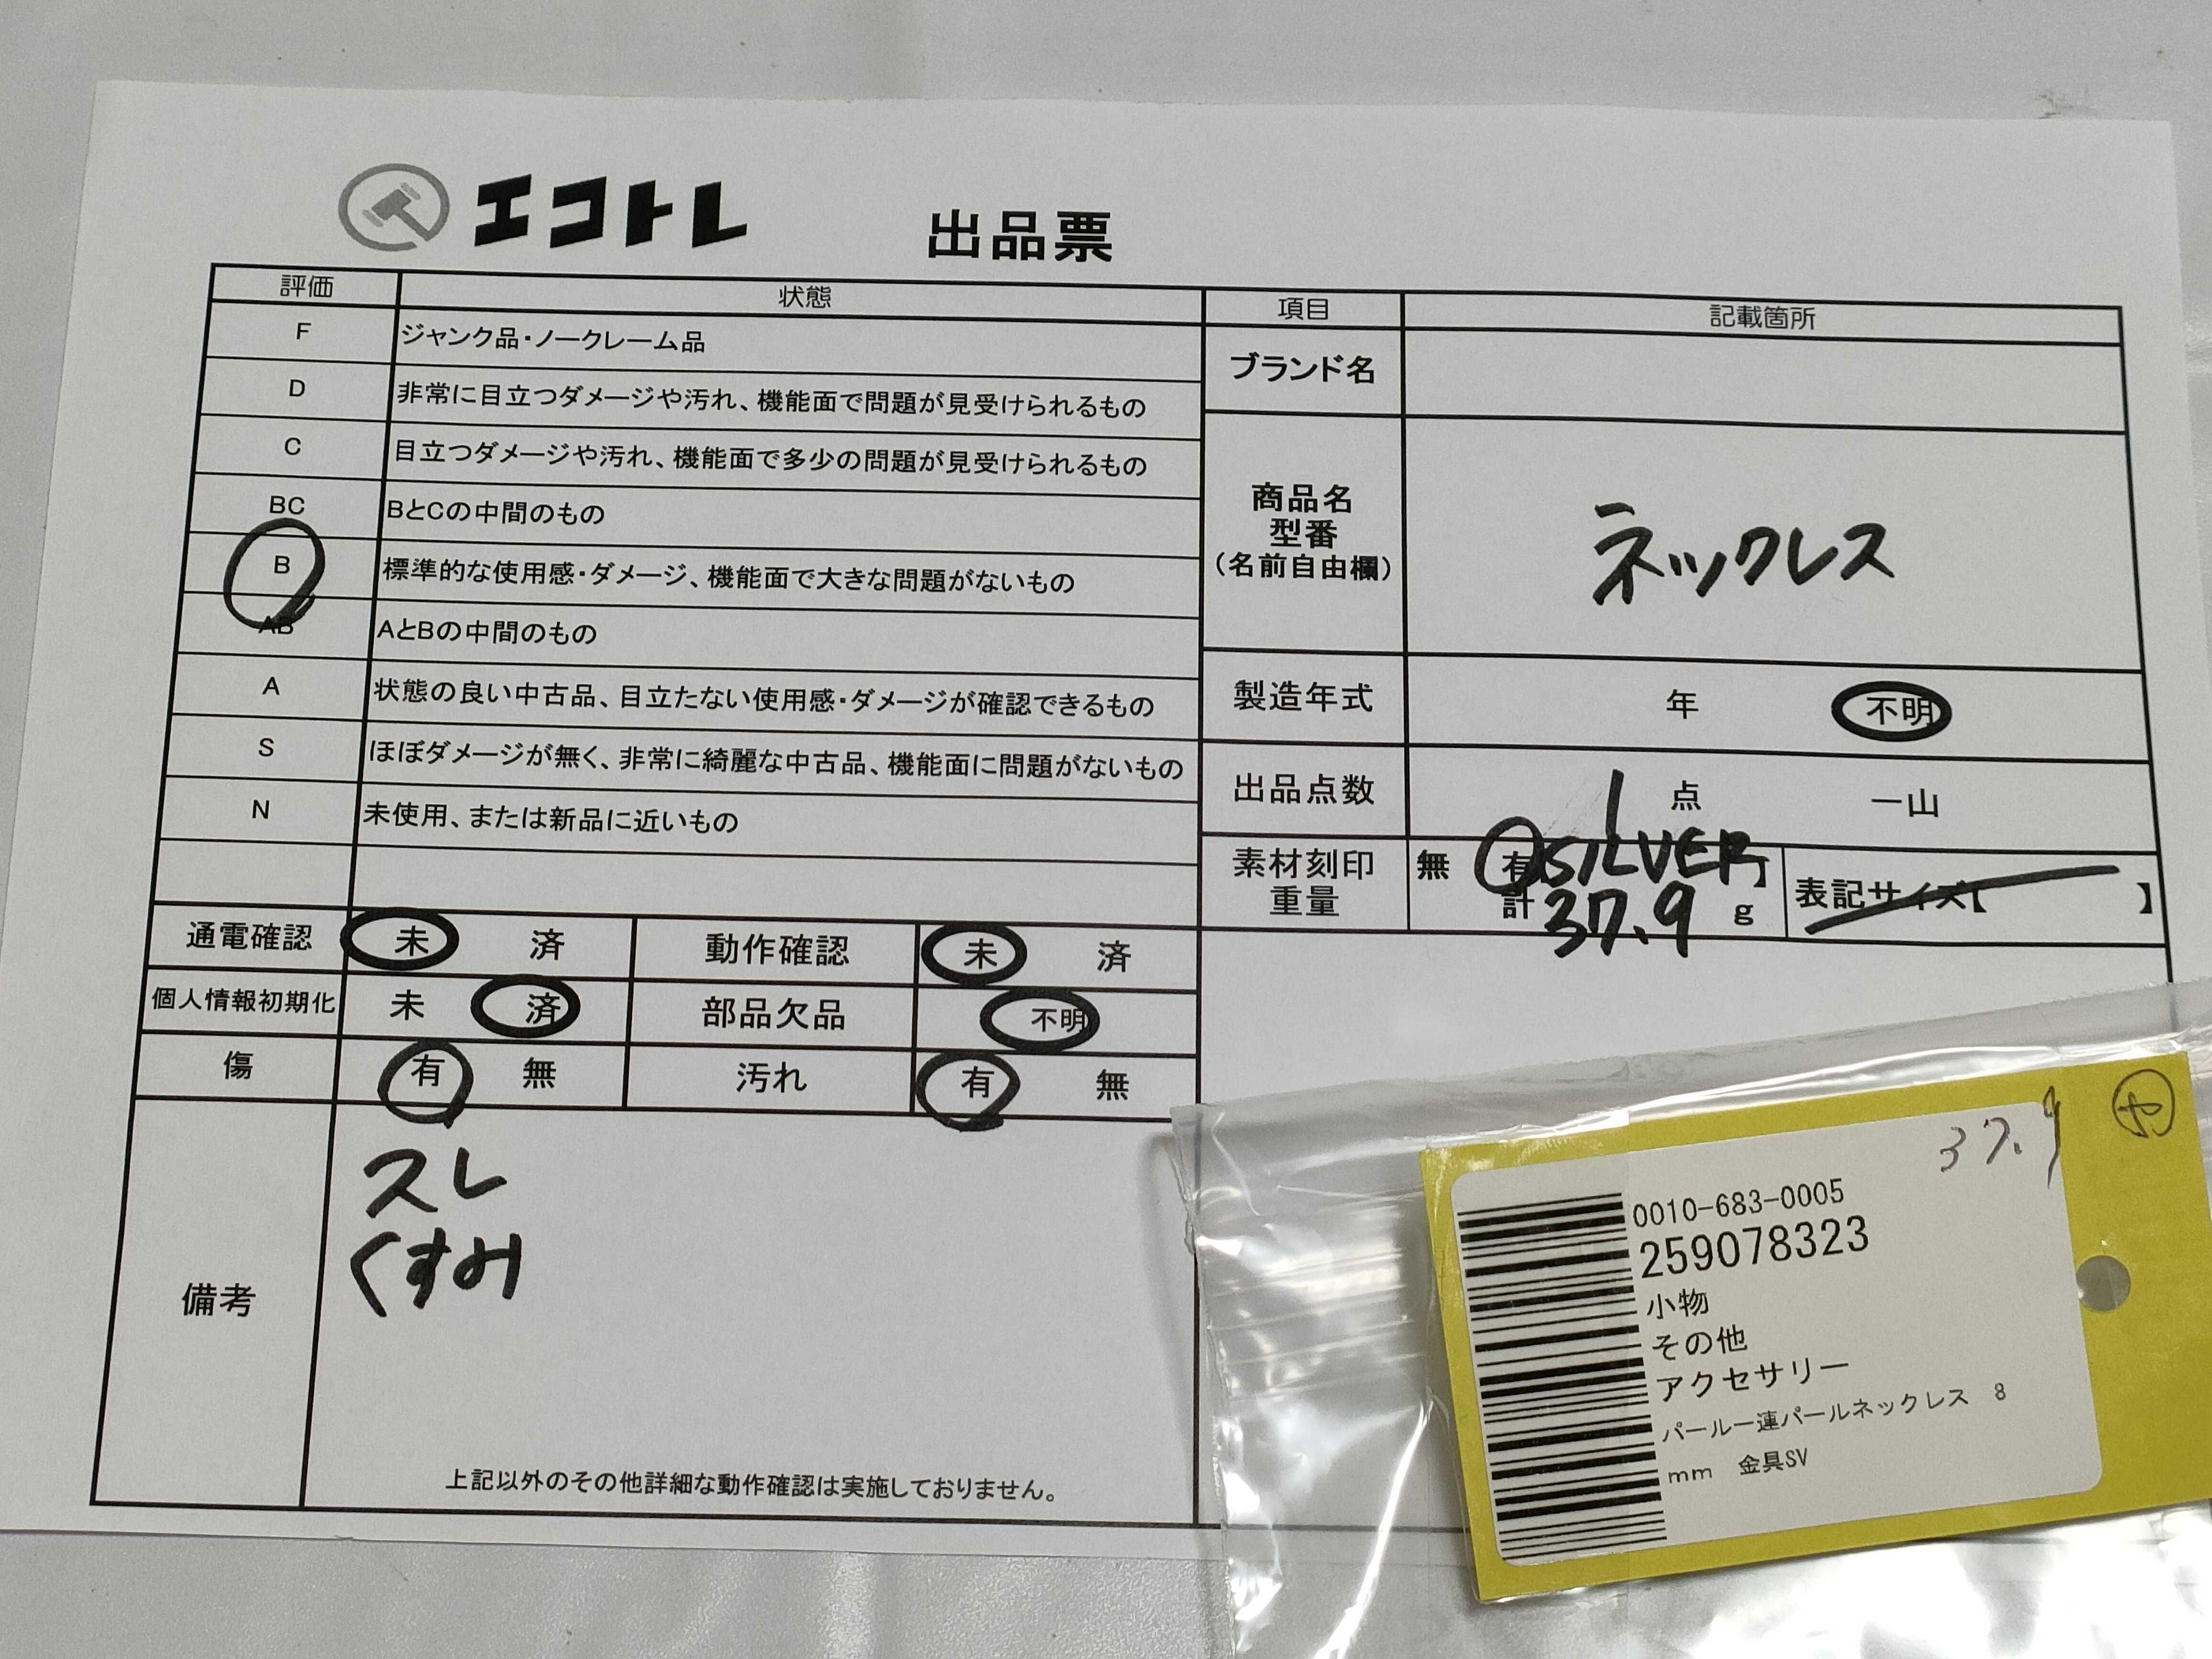 エコトレ 出品票
評価 状態 項目 記載箇所
F ジャンク品・ノークレーム品
D 非常に目立つダメージや汚れ、機能面で問題が見受けられるもの
C 目立つダメージや汚れ、機能面で多少の問題が見受けられるもの
BC BとCの中間のもの
B 標準的な使用感・ダメージ、機能面で大きな問題がないもの
AB AとBの中間のもの
A 状態の良い中古品、目立たない使用感・ダメージが確認できるもの
S ほぼダメージが無く、非常に綺麗な中古品、機能面に問題がないもの
N 未使用、または新品に近いもの
ブランド名
商品名
型番
(名前自由欄)
ネックレス
製造年式 年 不明
出品点数 1 点 一山
素材刻印
重量
無 有 SILVER 】
計 37.9 g
表記サイズ【 】
通電確認 未 済 動作確認 未 済
個人情報初期化 未 済 部品欠品 不明
傷 有 無 汚れ 有 無
備考
スレ
くすみ
上記以外のその他詳細な動作確認は実施しておりません。
37.9 や
0010-683-0005
259078323
小物
その他
アクセサリー
パール一連パールネックレス 8
mm 金具SV